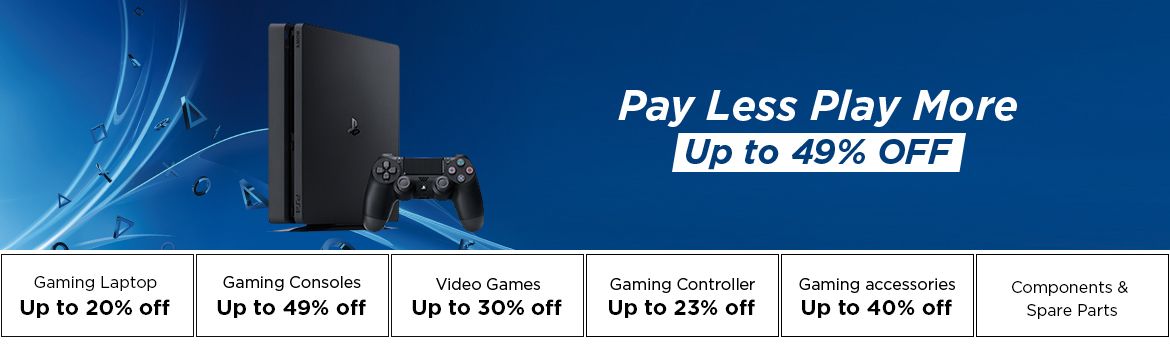 Pay Less Play More
Up to 49% OFF
SONY
PS4
Gaming Laptop
Up to 20% off
Gaming Consoles
Up to 49% off
Video Games
Up to 30% off
Gaming Controller
Up to 23% off
Gaming accessories
Up to 40% off
Components &
Spare Parts